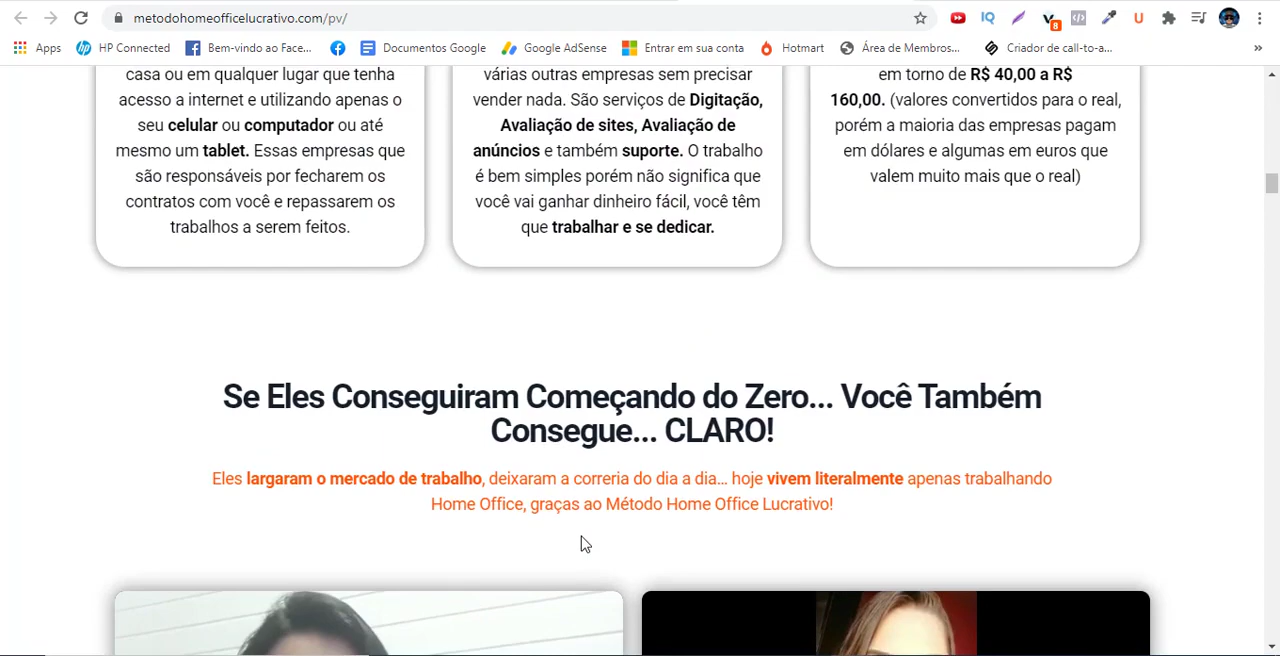 metodohomeofficelucrativo.com/pv/
IQ
8
U
Apps
HP Connected
Bem-vindo ao Face...
Documentos Google
Google AdSense
Entrar em sua conta
Hotmart
Área de Membros...
Criador de call-to-a...
»
casa ou em qualquer lugar que tenha
acesso a internet e utilizando apenas o
seu celular ou computador ou até
mesmo um tablet. Essas empresas que
são responsáveis por fecharem os
contratos com você e repassarem os
trabalhos a serem feitos.
várias outras empresas sem precisar
vender nada. São serviços de Digitação,
Avaliação de sites, Avaliação de
anúncios e também suporte. O trabalho
é bem simples porém não significa que
você vai ganhar dinheiro fácil, você têm
que trabalhar e se dedicar.
em torno de R$ 40,00 a R$
160,00. (valores convertidos para o real,
porém a maioria das empresas pagam
em dólares e algumas em euros que
valem muito mais que o real)
Se Eles Conseguiram Começando do Zero... Você Também
Consegue... CLARO!
Eles largaram o mercado de trabalho, deixaram a correria do dia a dia... hoje vivem literalmente apenas trabalhando
Home Office, graças ao Método Home Office Lucrativo!